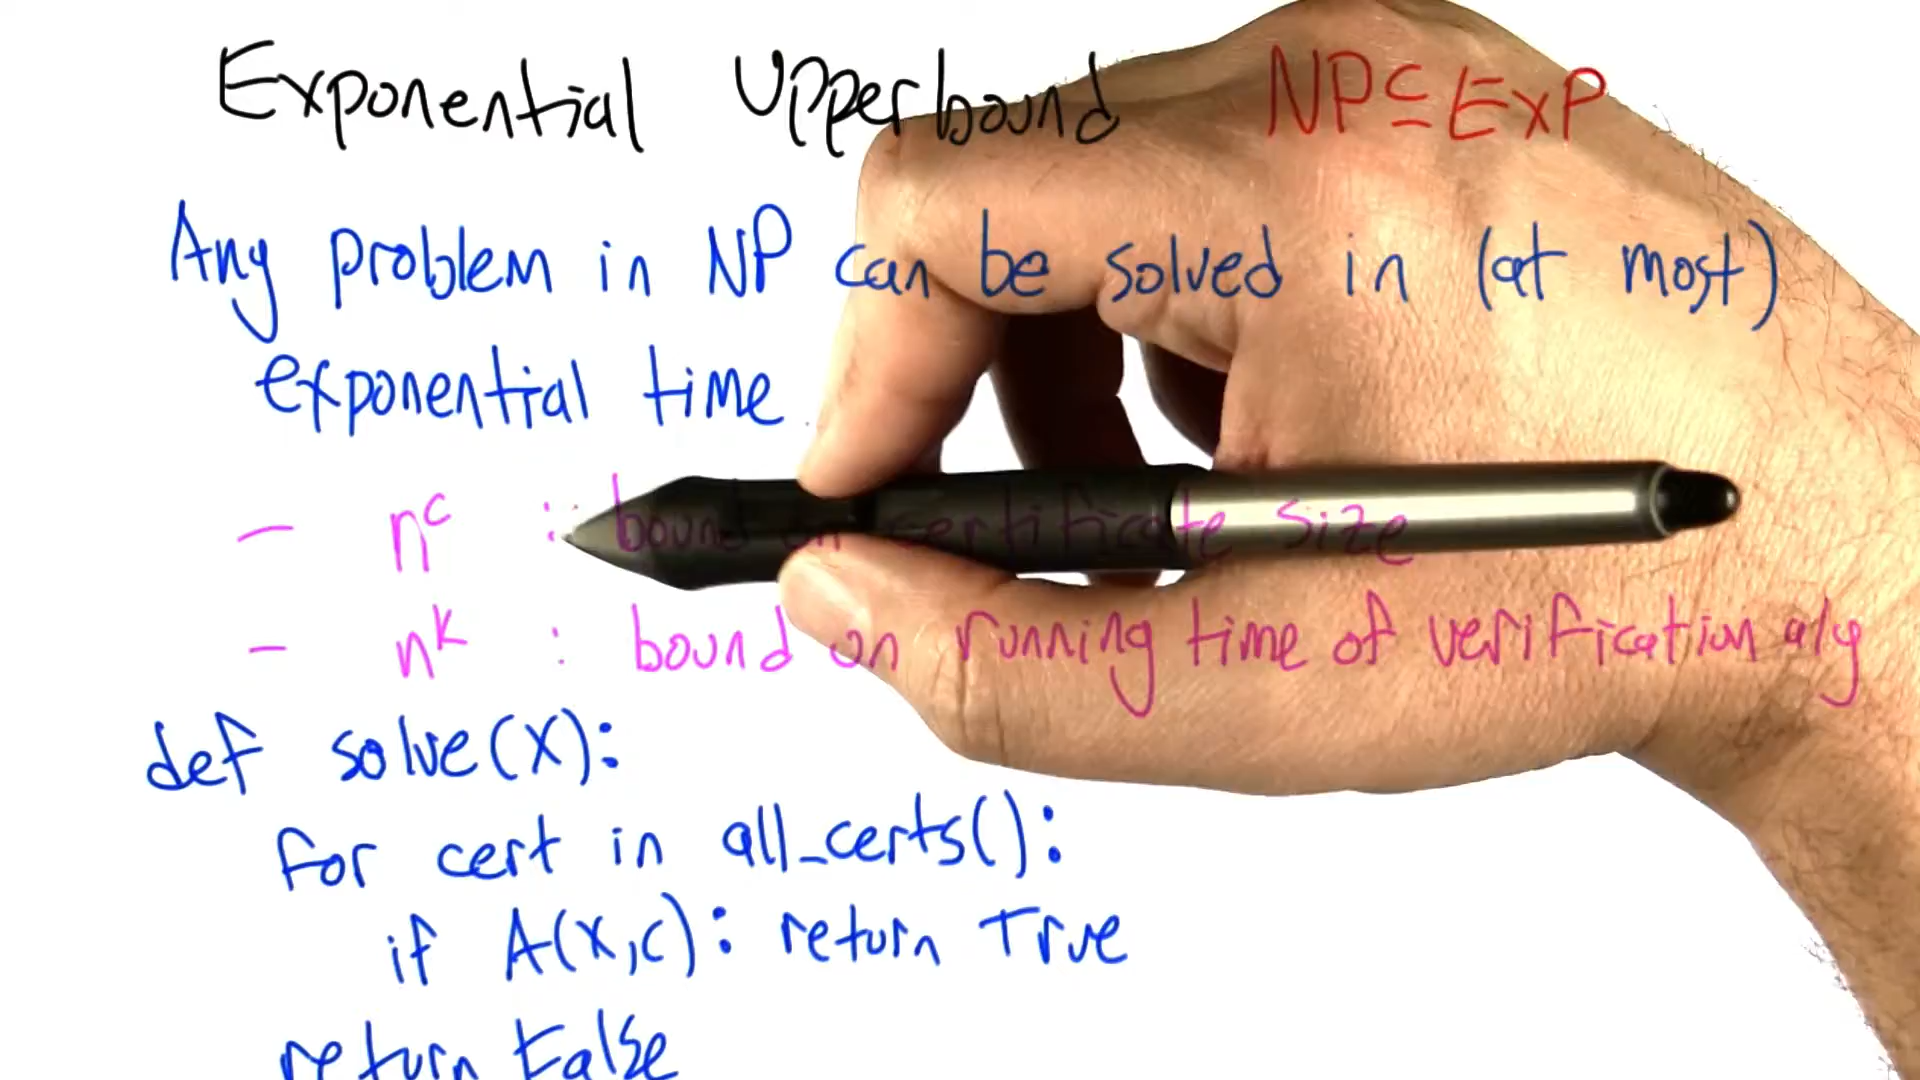 Exponential Upperbound NP⊆EXP
Any problem in NP can be solved in (at most)
exponential time
- n^c : bound on certificate size
- n^k : bound on running time of verification alg
def solve(x):
for cert in all_certs():
if A(x,c): return True
return False